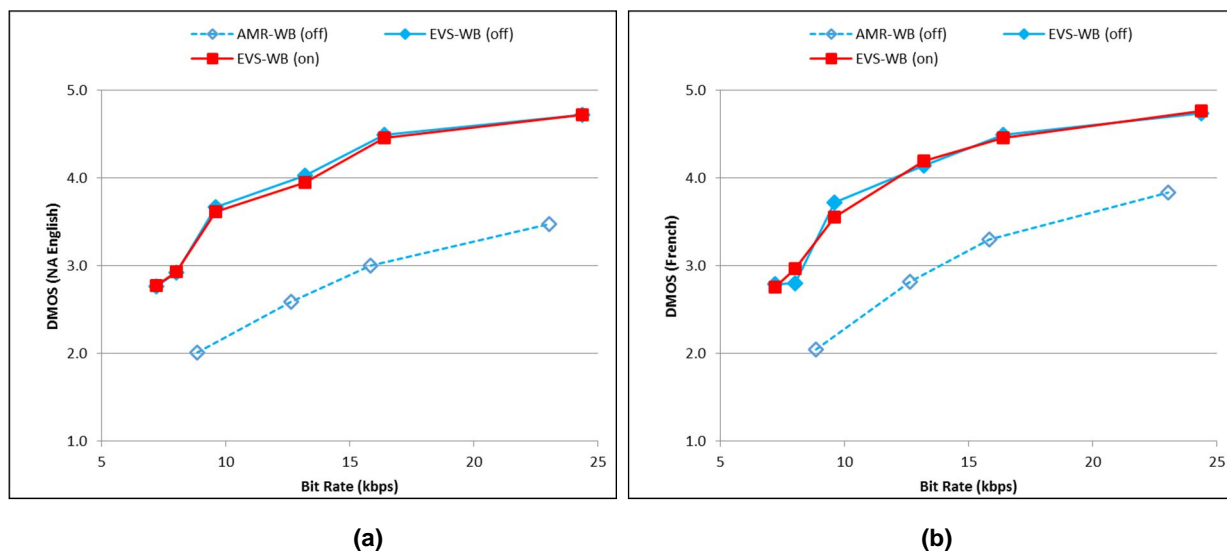 AMR-WB (off) EVS-WB (off)
EVS-WB (on)
5.0
4.0
3.0
2.0
1.0
DMOS (NA English)
5 10 15 20 25
Bit Rate (kbps)
(a)
AMR-WB (off) EVS-WB (off)
EVS-WB (on)
5.0
4.0
3.0
2.0
1.0
DMOS (French)
5 10 15 20 25
Bit Rate (kbps)
(b)